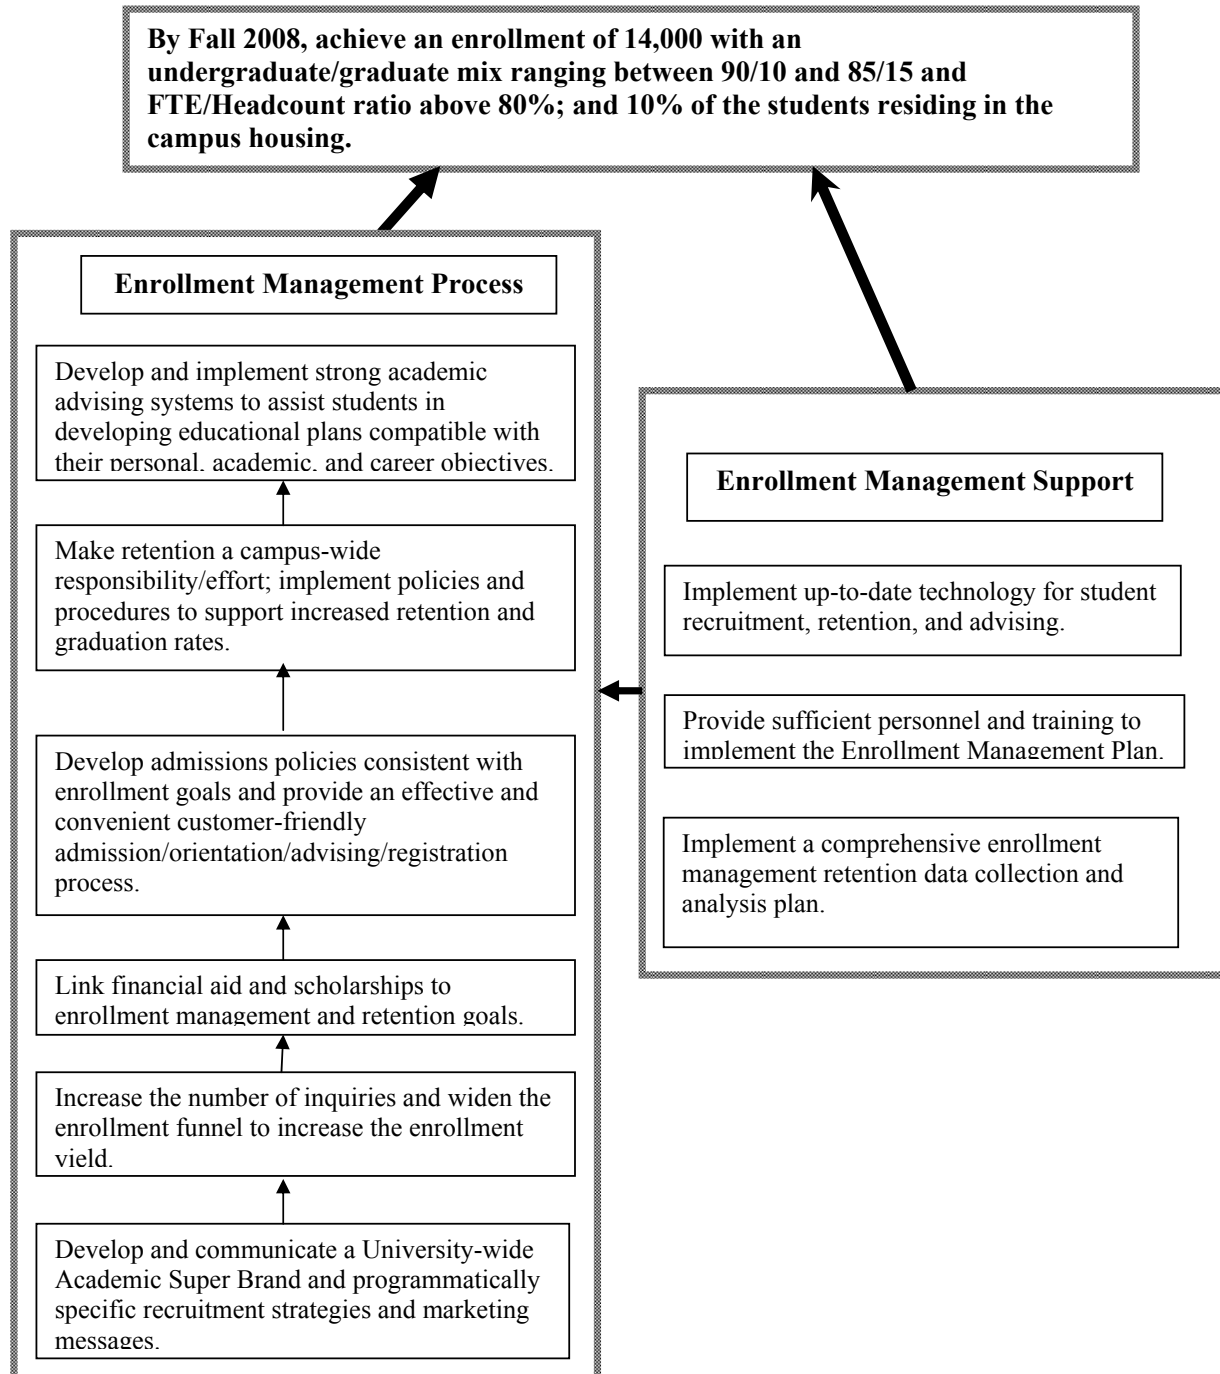 By Fall 2008, achieve an enrollment of 14,000 with an
undergraduate/graduate mix ranging between 90/10 and 85/15 and
FTE/Headcount ratio above 80%; and 10% of the students residing in the
campus housing.
Enrollment Management Process
Develop and implement strong academic
advising systems to assist students in
developing educational plans compatible with
their personal, academic, and career objectives.
Make retention a campus-wide
responsibility/effort; implement policies and
procedures to support increased retention and
graduation rates.
Develop admissions policies consistent with
enrollment goals and provide an effective and
convenient customer-friendly
admission/orientation/advising/registration
process.
Link financial aid and scholarships to
enrollment management and retention goals.
Increase the number of inquiries and widen the
enrollment funnel to increase the enrollment
yield.
Develop and communicate a University-wide
Academic Super Brand and programmatically
specific recruitment strategies and marketing
messages.
Enrollment Management Support
Implement up-to-date technology for student
recruitment, retention, and advising.
Provide sufficient personnel and training to
implement the Enrollment Management Plan.
Implement a comprehensive enrollment
management retention data collection and
analysis plan.